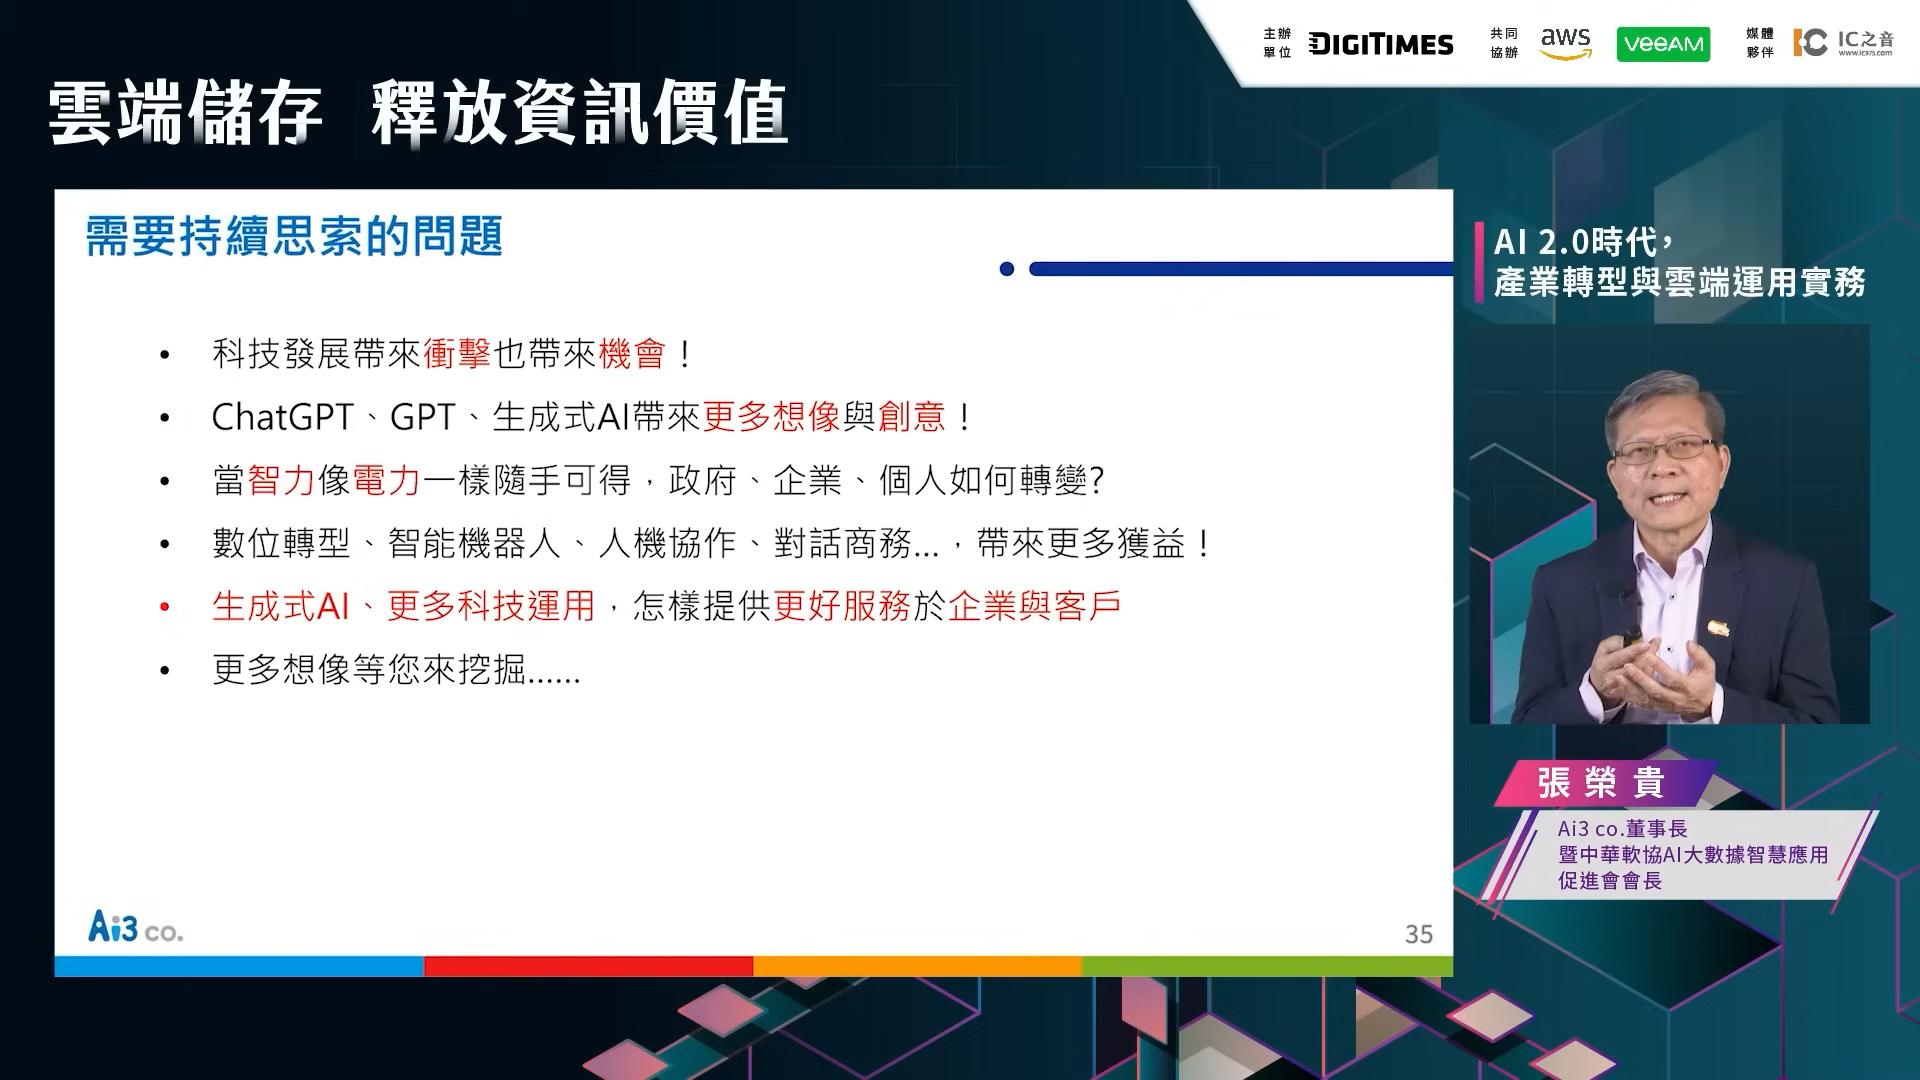 主辦
單位
DIGITIMES
共同
協辦
aws
veeAM
媒體
夥伴
IC之音
www.ic975.com
雲端儲存 釋放資訊價值
需要持續思索的問題
• 科技發展帶來衝擊也帶來機會！
• ChatGPT、GPT、生成式AI帶來更多想像與創意！
• 當智力像電力一樣隨手可得，政府、企業、個人如何轉變?
• 數位轉型、智能機器人、人機協作、對話商務...，帶來更多獲益！
• 生成式AI、更多科技運用，怎樣提供更好服務於企業與客戶
• 更多想像等您來挖掘......
Ai3 co.
35
AI 2.0時代，
產業轉型與雲端運用實務
張榮貴
Ai3 co.董事長
暨中華軟協AI大數據智慧應用
促進會會長